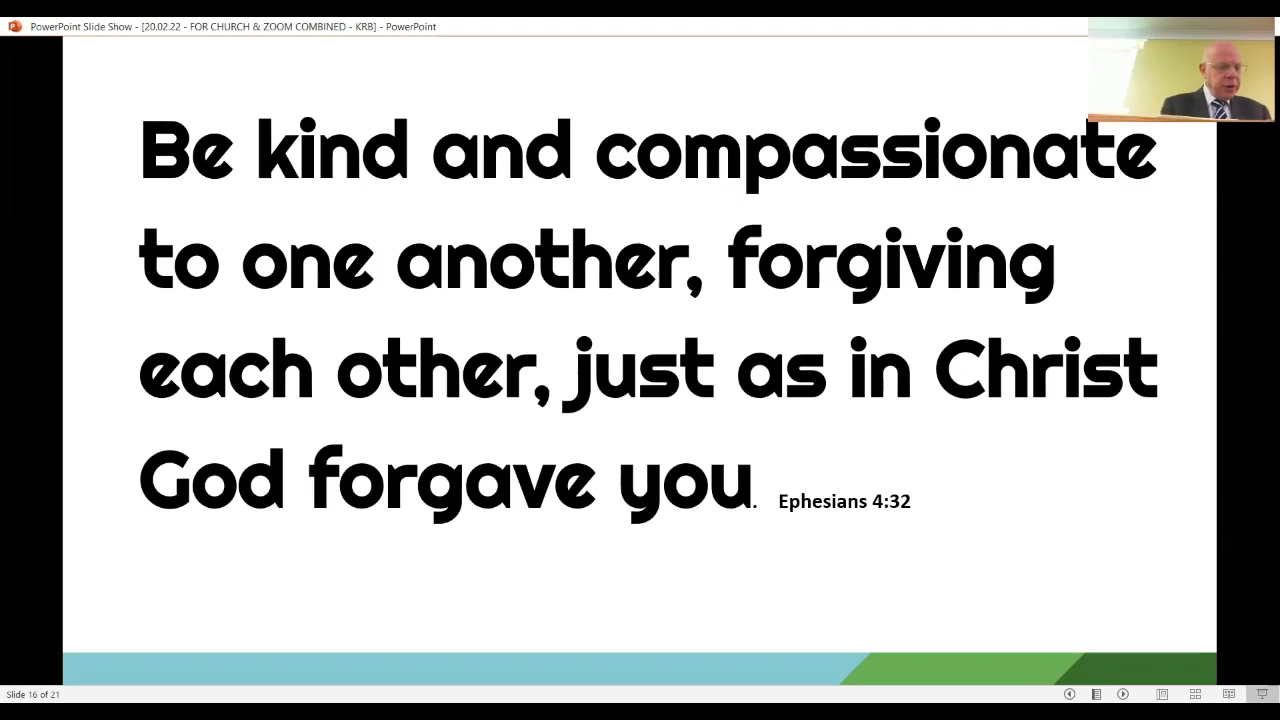 PowerPoint Slide Show - [20.02.22 - FOR CHURCH & ZOOM COMBINED - KRB] - PowerPoint
Be kind and compassionate
to one another, forgiving
each other, just as in Christ
God forgave you. Ephesians 4:32
Slide 16 of 21